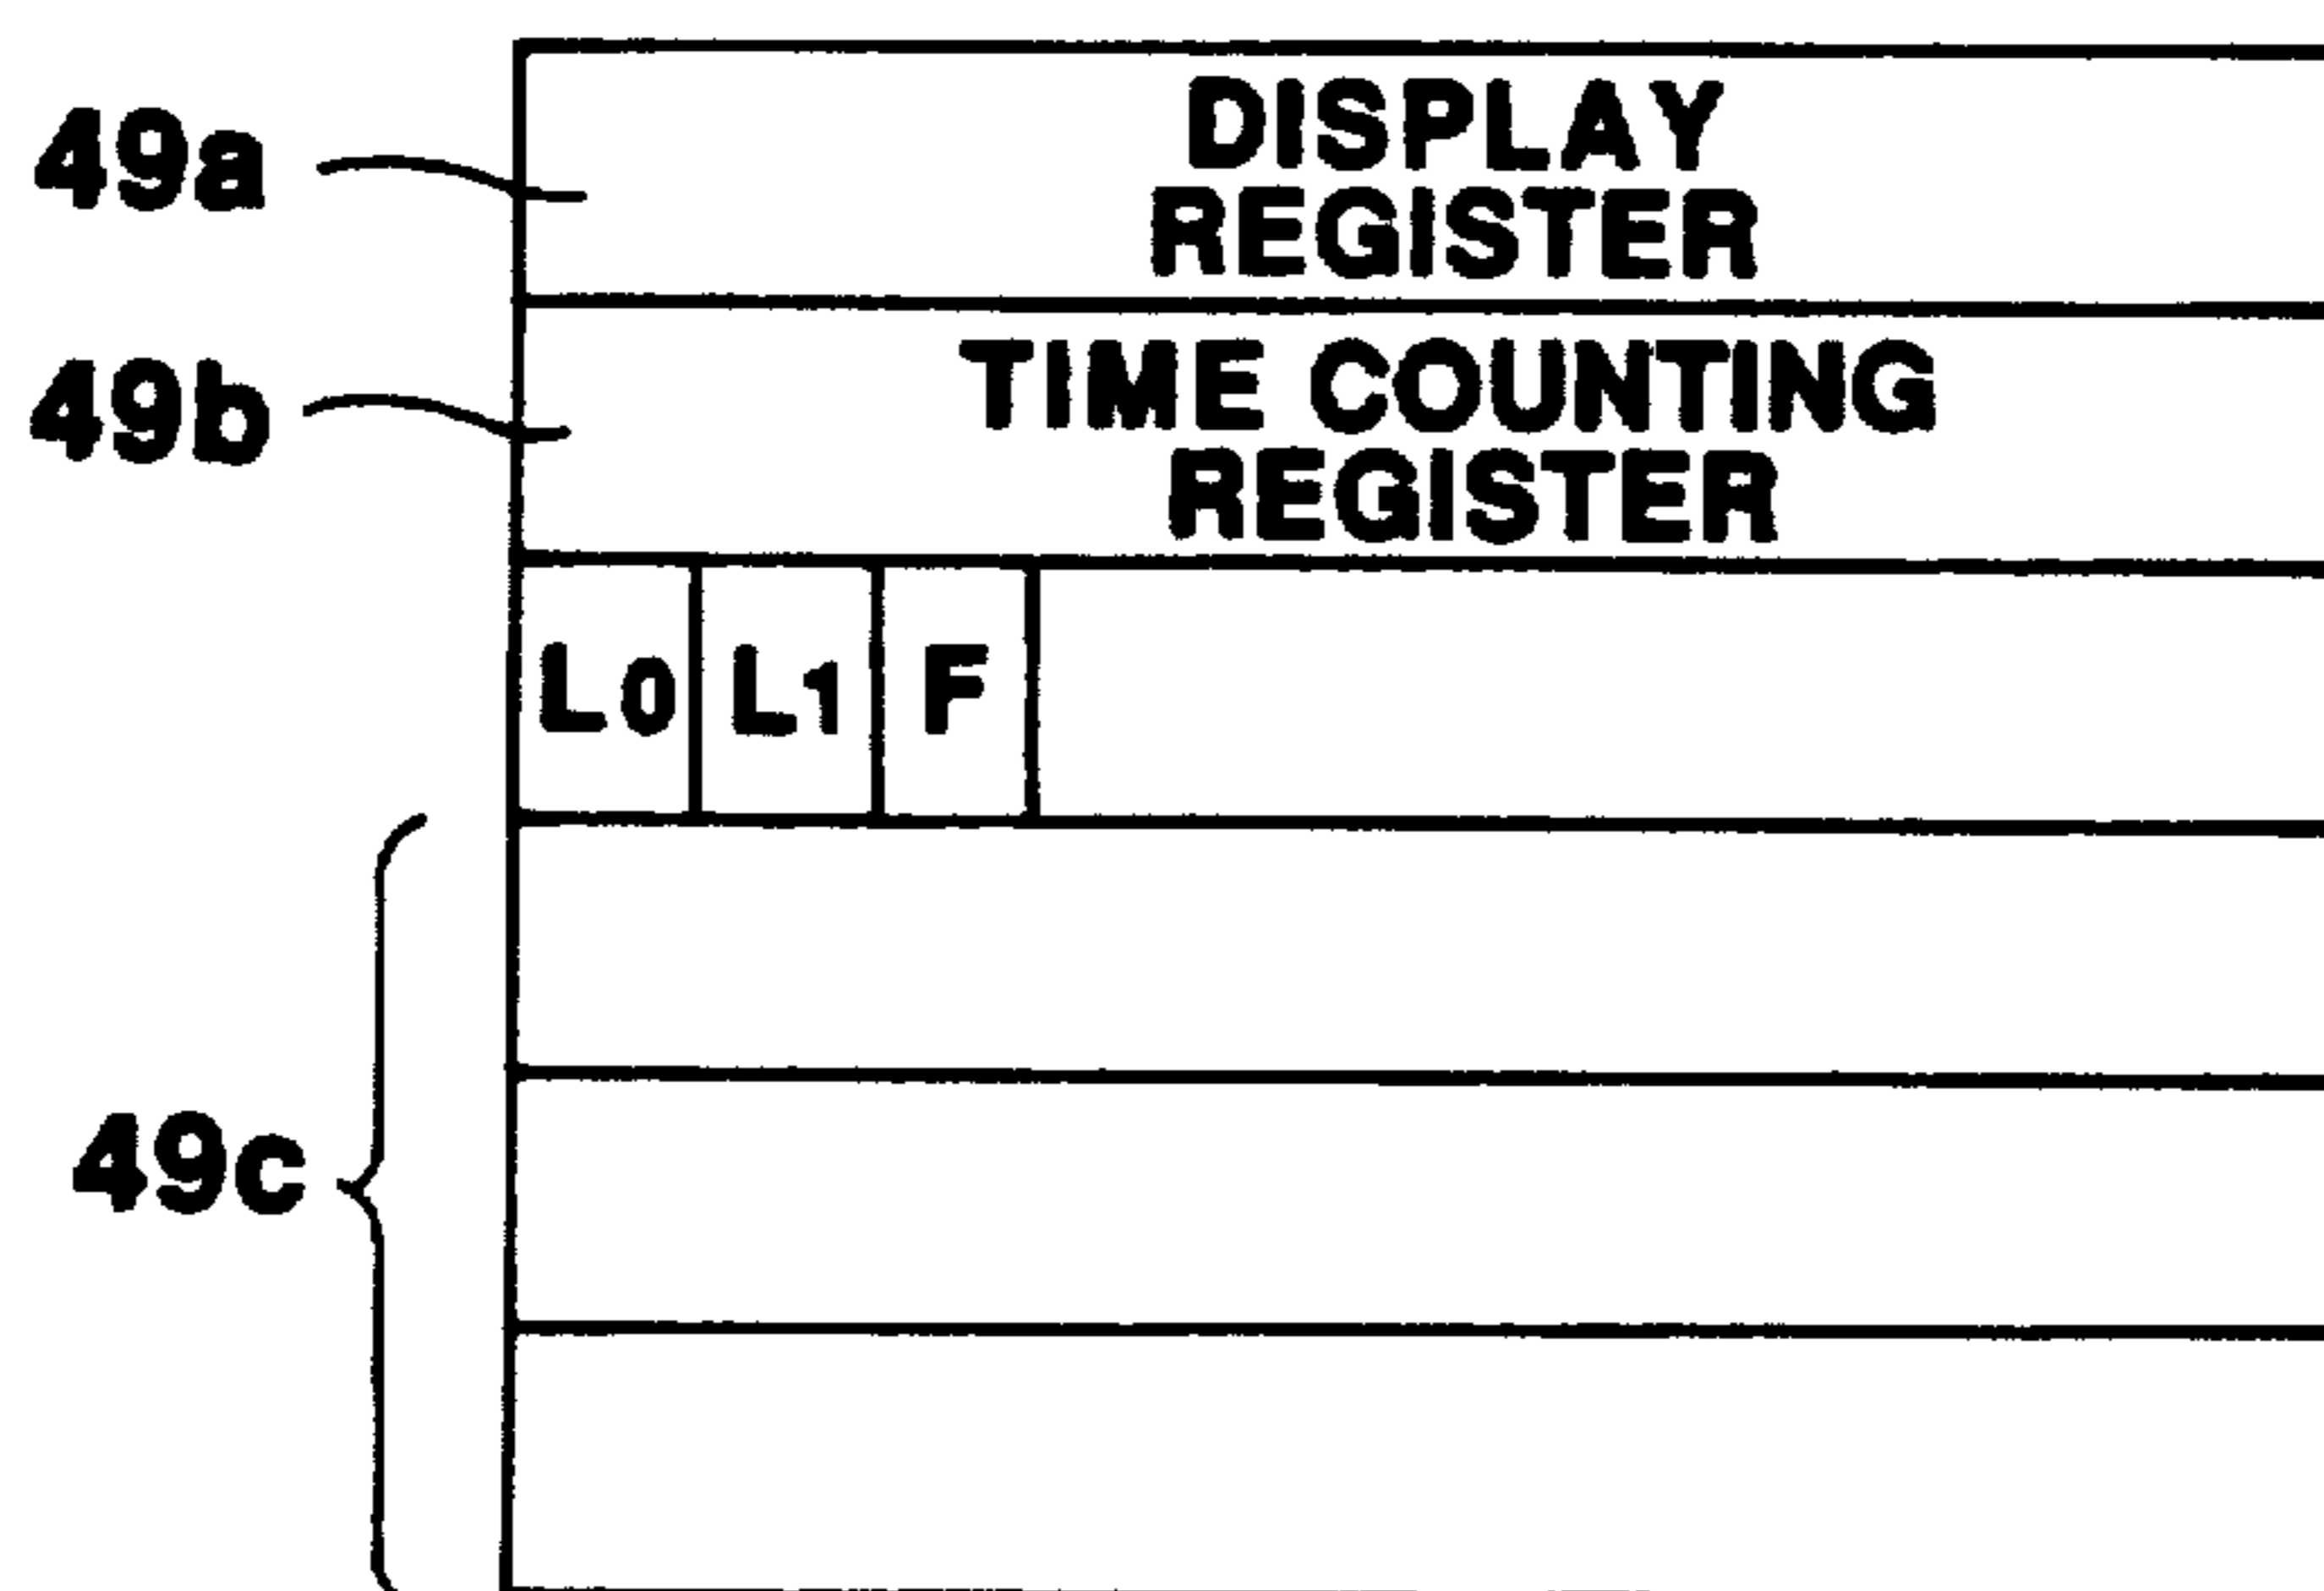 49a
DISPLAY
REGISTER
49b
TIME COUNTING
REGISTER
L0 L1 F
49c